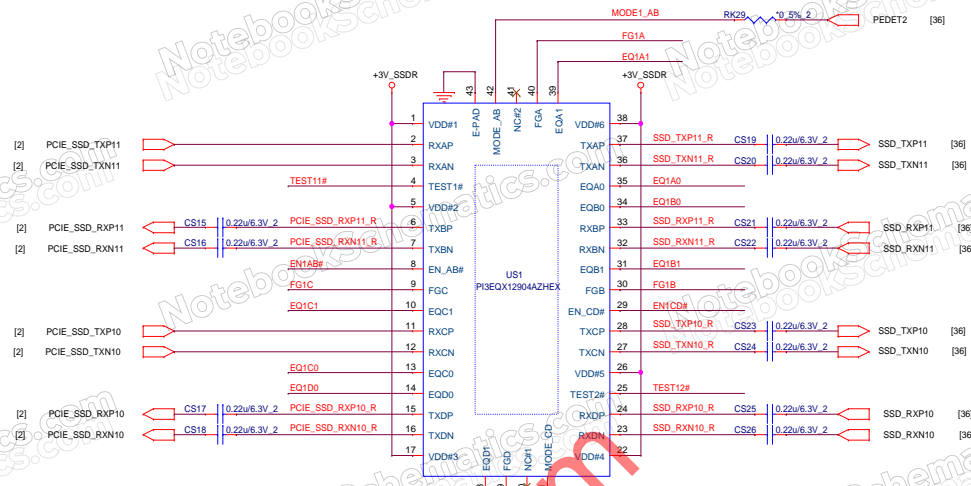 MODE1_AB RK29 *0_5%_2 PEDET2 [36]
FG1A
EQ1A1
+3V_SSDR +3V_SSDR
43 42 41 40 39
E-PAD MODE_AB NC#2 FGA EQA1
1 VDD#1 VDD#6 38
[2] PCIE_SSD_TXP11 2 RXAP TXAP 37 SSD_TXP11_R CS19 0.22u/6.3V_2 SSD_TXP11 [36]
[2] PCIE_SSD_TXN11 3 RXAN TXAN 36 SSD_TXN11_R CS20 0.22u/6.3V_2 SSD_TXN11 [36]
TEST11# 4 TEST1# EQA0 35 EQ1A0
5 VDD#2 EQB0 34 EQ1B0
[2] PCIE_SSD_RXP11 CS15 0.22u/6.3V_2 PCIE_SSD_RXP11_R 6 TXBP RXBP 33 SSD_RXP11_R CS21 0.22u/6.3V_2 SSD_RXP11 [36]
[2] PCIE_SSD_RXN11 CS16 0.22u/6.3V_2 PCIE_SSD_RXN11_R 7 TXBN RXBN 32 SSD_RXN11_R CS22 0.22u/6.3V_2 SSD_RXN11 [36
EN1AB# 8 EN_AB# EQB1 31 EQ1B1
US1
PI3EQX12904AZHEX
FG1C 9 FGC FGB 30 FG1B
EQ1C1 10 EQC1 EN_CD# 29 EN1CD#
[2] PCIE_SSD_TXP10 11 RXCP TXCP 28 SSD_TXP10_R CS23 0.22u/6.3V_2 SSD_TXP10 [36]
[2] PCIE_SSD_TXN10 12 RXCN TXCN 27 SSD_TXN10_R CS24 0.22u/6.3V_2 SSD_TXN10 [36]
EQ1C0 13 EQC0 VDD#5 26
EQ1D0 14 EQD0 TEST2# 25 TEST12#
[2] PCIE_SSD_RXP10 CS17 0.22u/6.3V_2 PCIE_SSD_RXP10_R 15 TXDP RXDP 24 SSD_RXP10_R CS25 0.22u/6.3V_2 SSD_RXP10 [36
[2] PCIE_SSD_RXN10 CS18 0.22u/6.3V_2 PCIE_SSD_RXN10_R 16 TXDN RXDN 23 SSD_RXN10_R CS26 0.22u/6.3V_2 SSD_RXN10 [36
17 VDD#3 VDD#4 22
EQD1 FGD NC#1 MODE_CD
NotebookSchematics.com